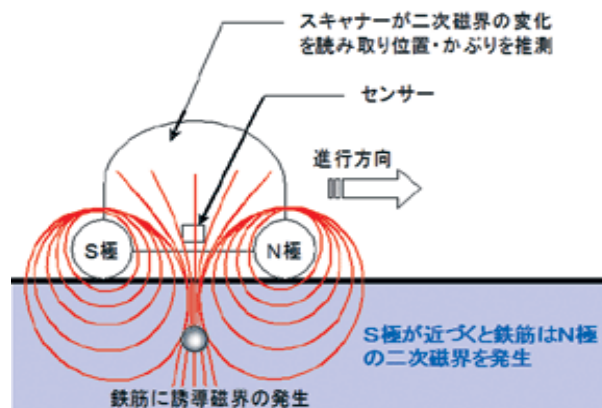 スキャナーが二次磁界の変化
を読み取り位置・かぶりを推測
センサー
進行方向
S極
N極
S極が近づくと鉄筋はN極
の二次磁界を発生
鉄筋に誘導磁界の発生